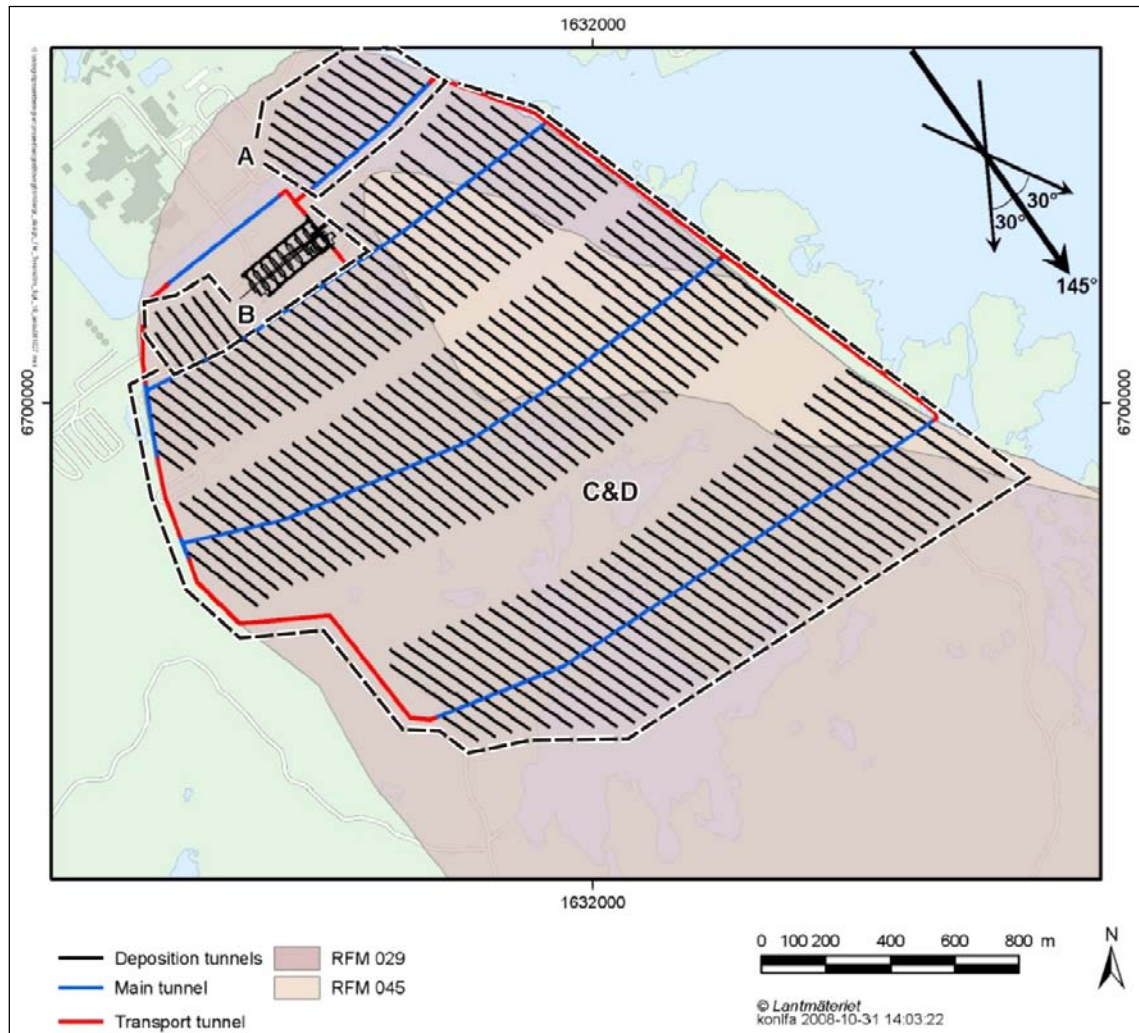 1632000
A
30°
30°
145°
B
6700000
6700000
C&D
1632000
Deposition tunnels
Main tunnel
Transport tunnel
RFM 029
RFM 045
0 100 200 400 600 800 m
N
© Lantmäteriet
konlfa 2008-10-31 14:03:22